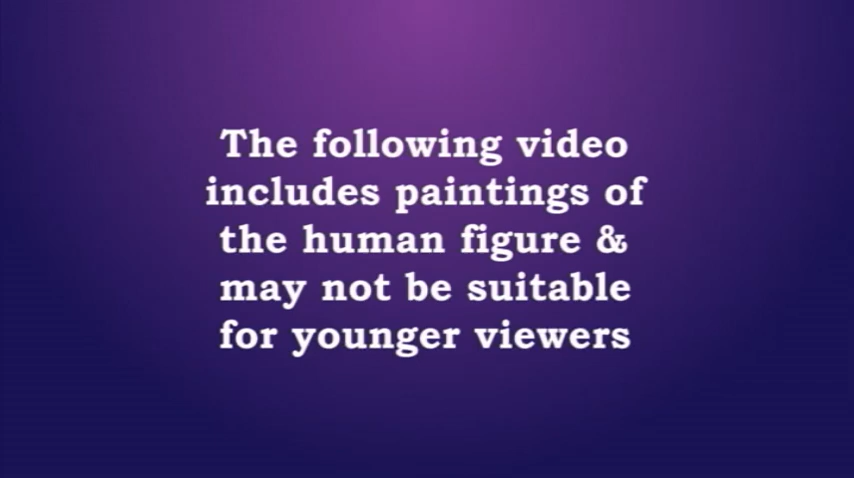 The following video
includes paintings of
the human figure &
may not be suitable
for younger viewers